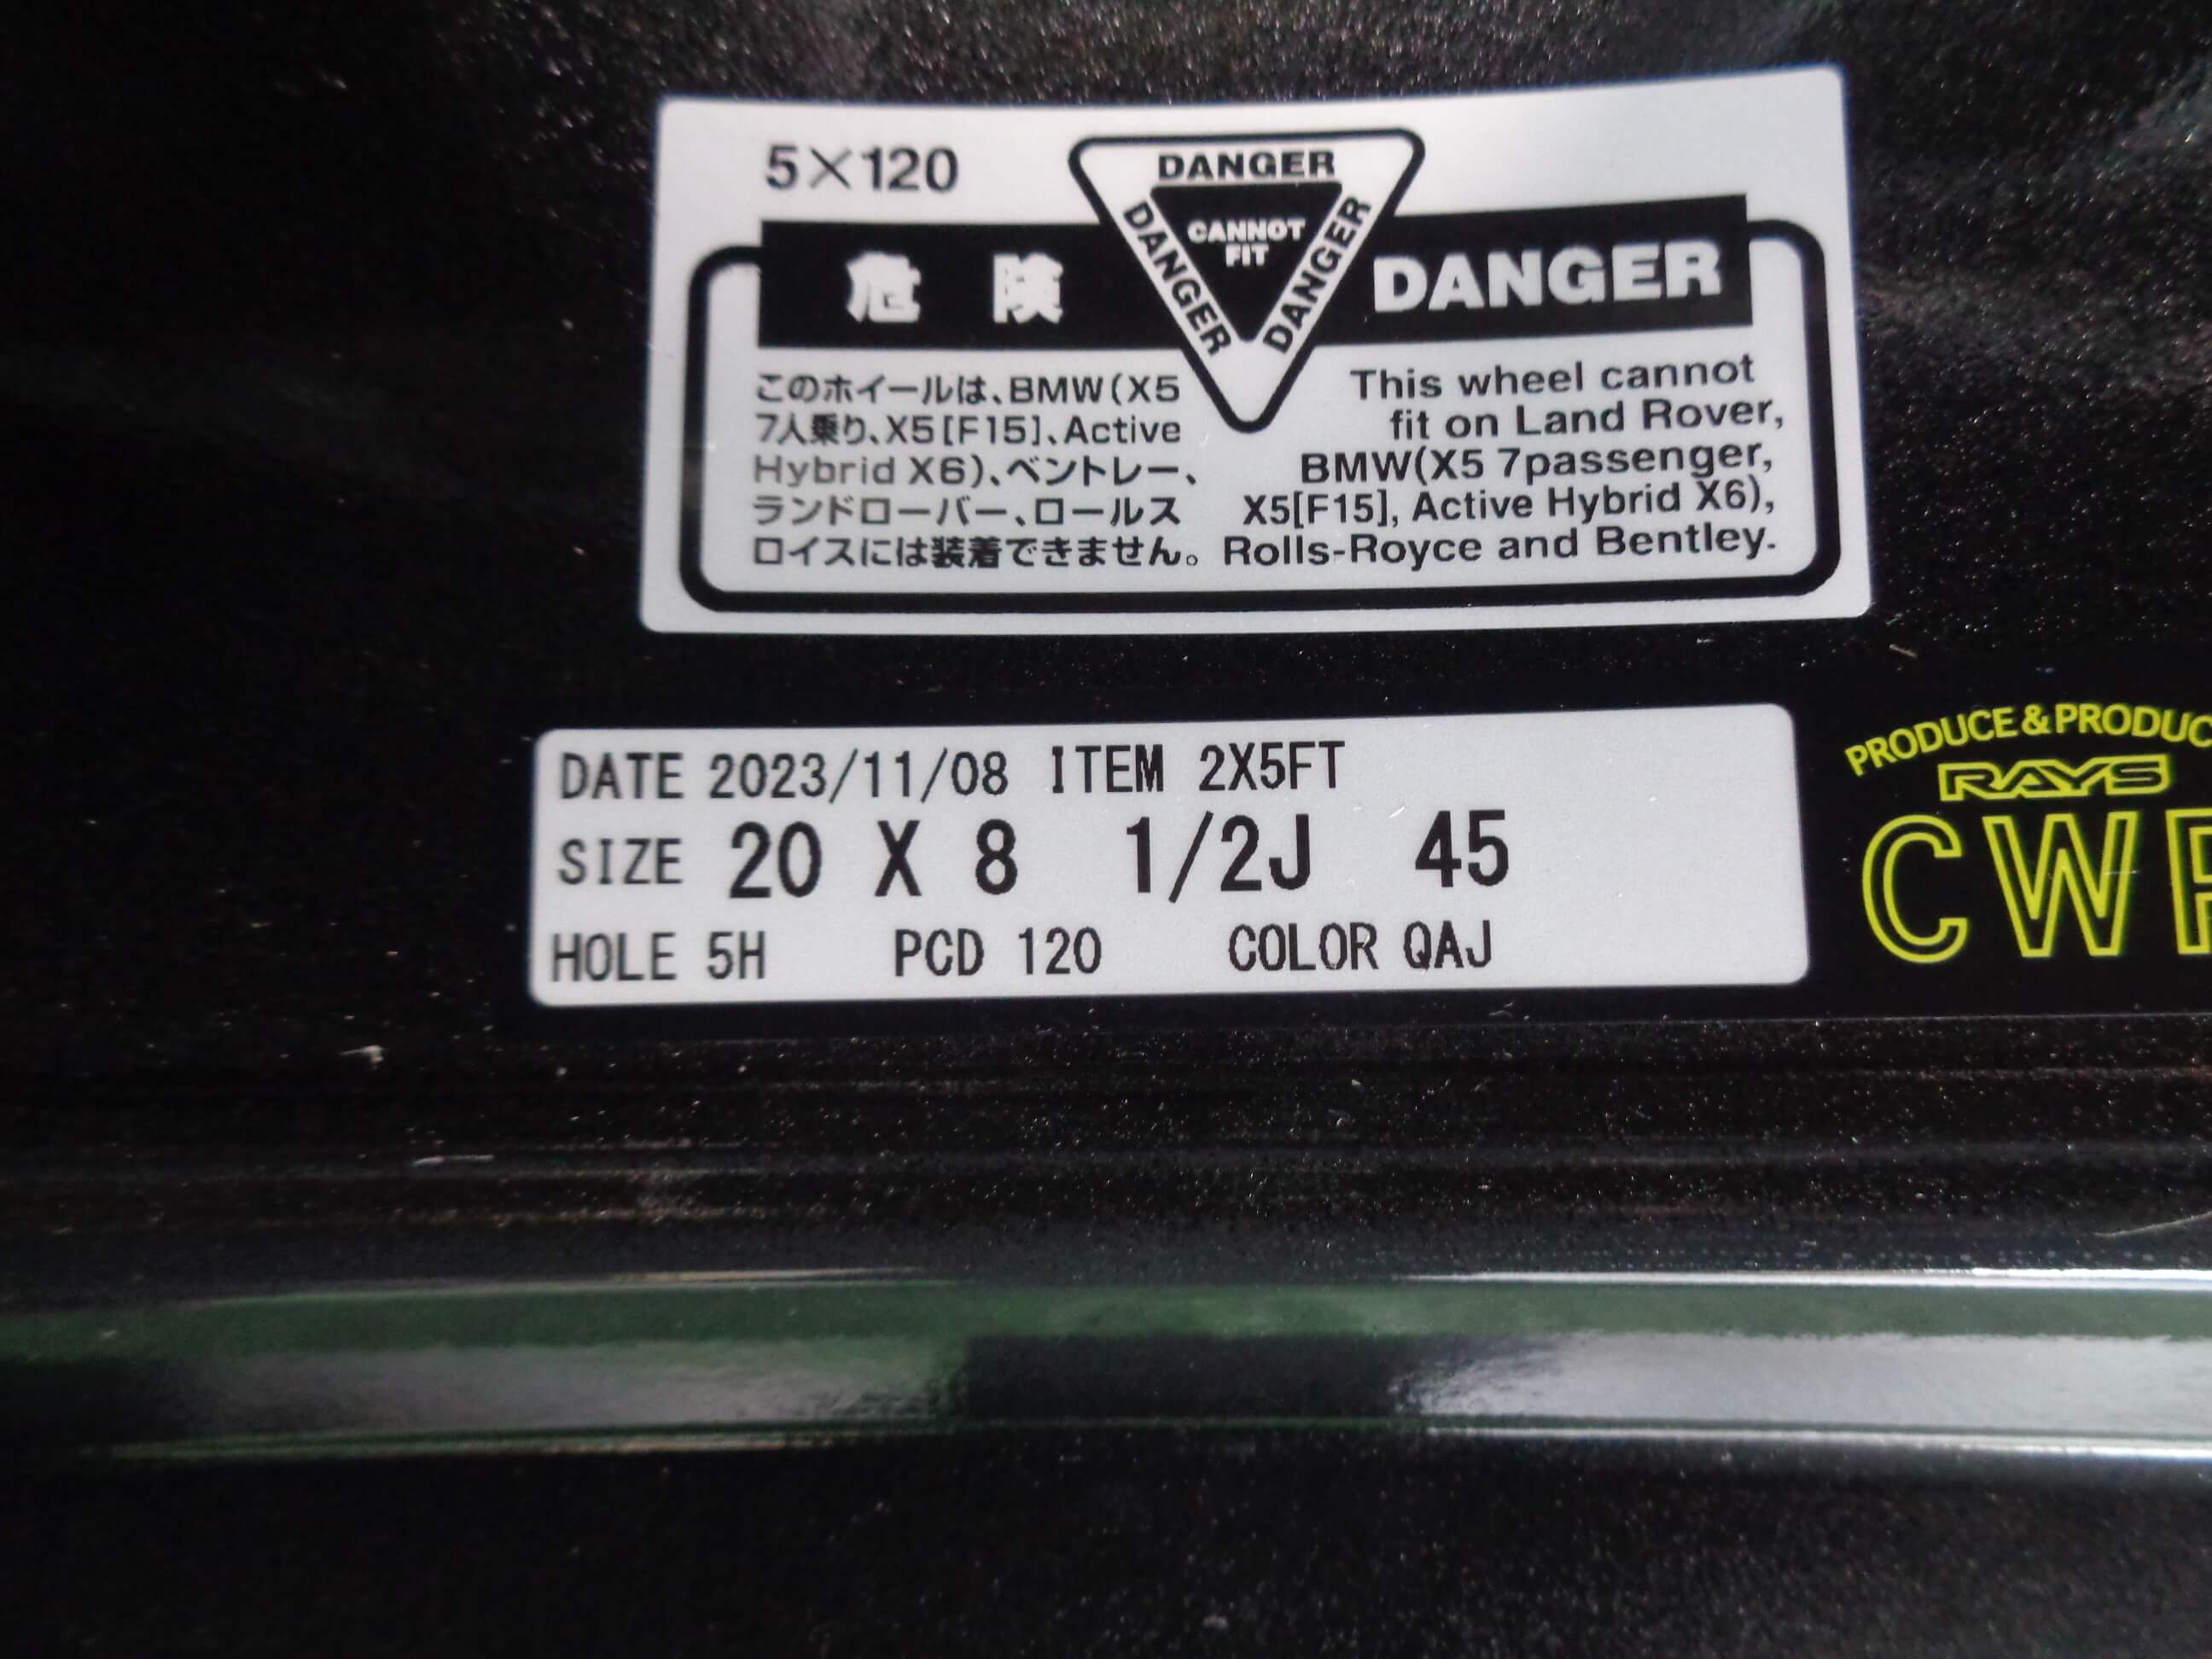 5×120
DANGER
DANGER
DANGER
CANNOT
FIT
危険
DANGER
このホイールは、BMW(X5
7人乗り、X5[F15]、Active
Hybrid X6)、ベントレー、
ランドローバー、ロールス
ロイスには装着できません。
This wheel cannot
fit on Land Rover,
BMW(X5 7passenger,
X5[F15], Active Hybrid X6),
Rolls-Royce and Bentley.
DATE 2023/11/08 ITEM 2X5FT
SIZE 20 X 8 1/2J 45
HOLE 5H PCD 120 COLOR QAJ
PRODUCE & PRODUC
RAYS
CW